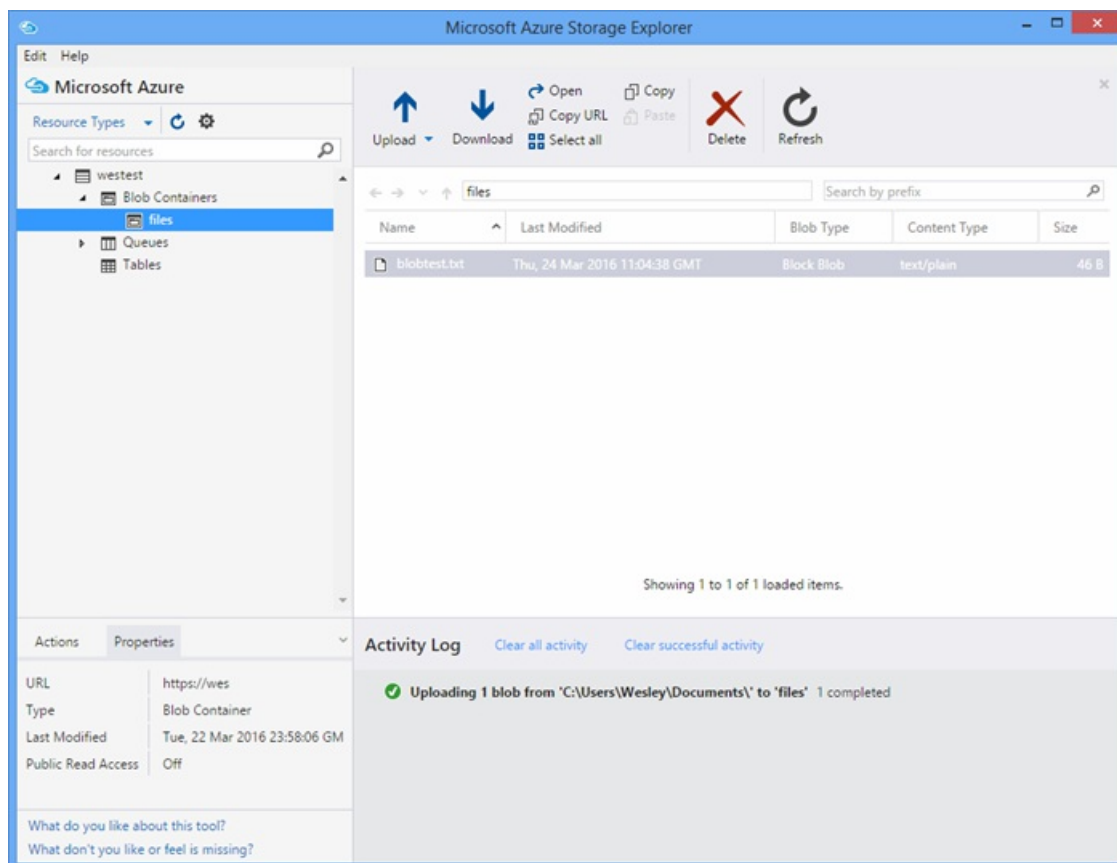 Microsoft Azure Storage Explorer
Edit Help
Microsoft Azure
Resource Types
Search for resources
westest
Blob Containers
files
Queues
Tables
Upload
Download
Open
Copy URL
Select all
Copy
Paste
Delete
Refresh
files
Search by prefix
Name Last Modified Blob Type Content Type Size
blobtest.txt Thu, 24 Mar 2016 11:04:38 GMT Block Blob text/plain 46 B
Showing 1 to 1 of 1 loaded items.
Actions Properties
URL https://wes
Type Blob Container
Last Modified Tue, 22 Mar 2016 23:58:06 GM
Public Read Access Off
What do you like about this tool?
What don't you like or feel is missing?
Activity Log Clear all activity Clear successful activity
Uploading 1 blob from 'C:\Users\Wesley\Documents\' to 'files' 1 completed